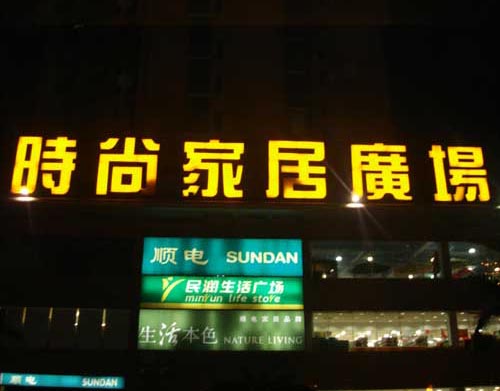 時尚家居廣場
顺电 SUNDAN
民润生活广场
minrun life store
生活本色 NATURE LIVING
顺电 SUNDAN